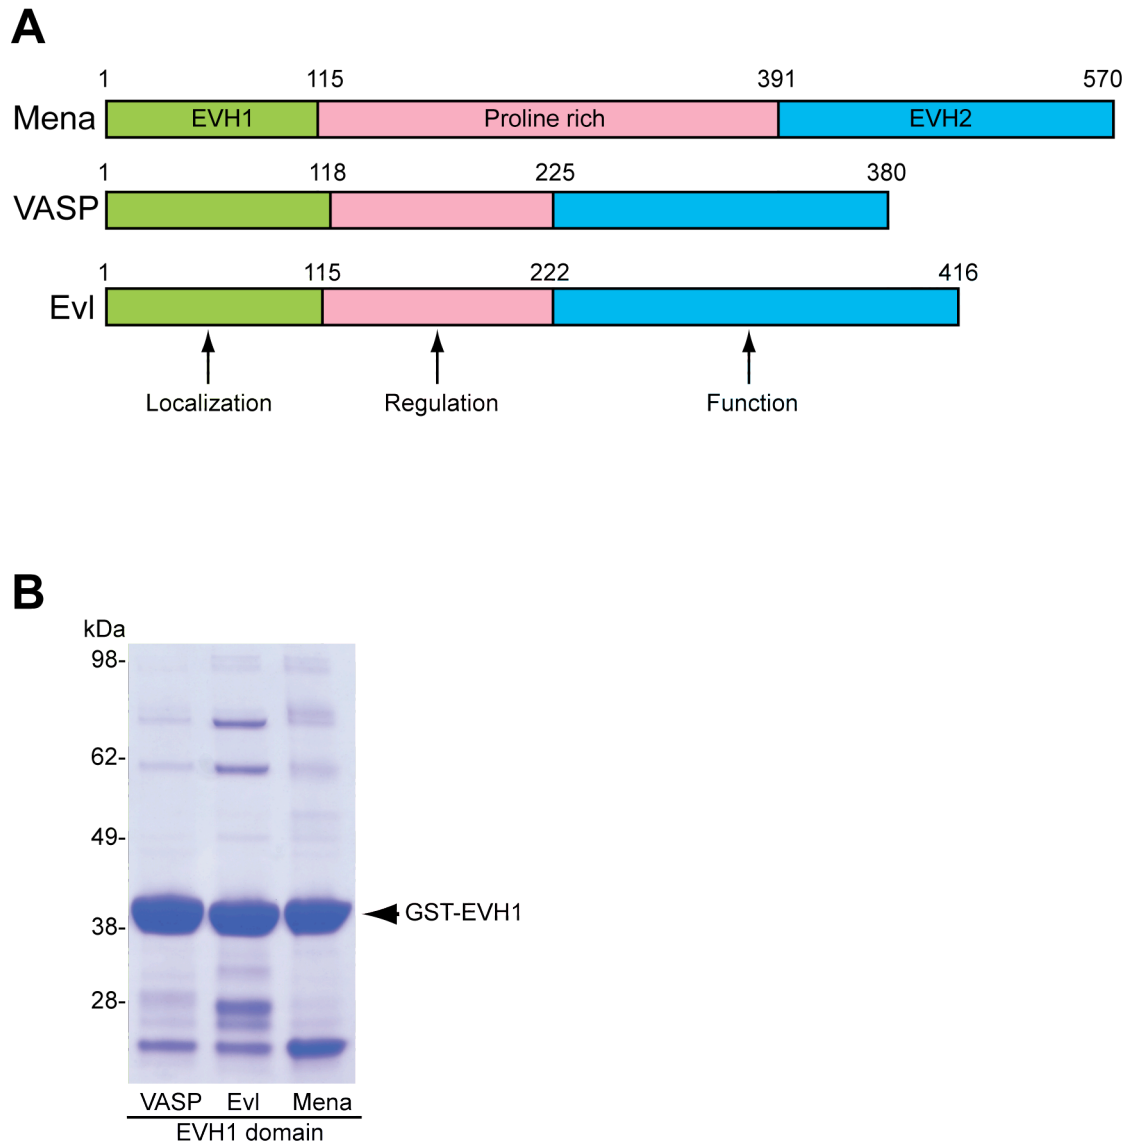 A
1 115 391 570
Mena EVH1 Proline rich EVH2
1 118 225 380
VASP
1 115 222 416
Evl
Localization Regulation Function
B
kDa
98-
62-
49-
GST-EVH1
38-
28-
VASP Evl Mena
EVH1 domain